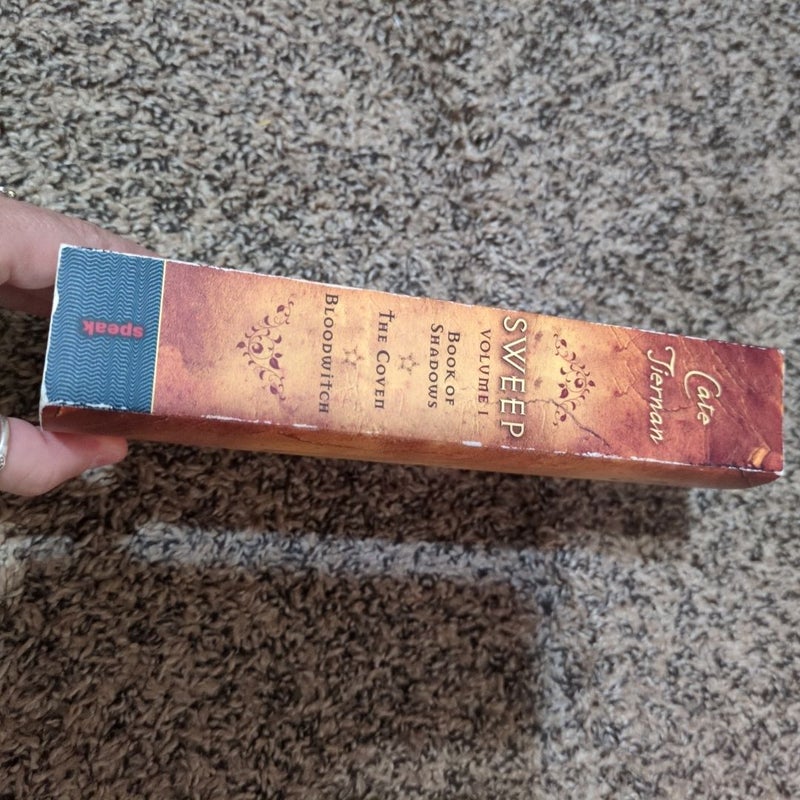 Cate
Tiernan
SWEEP
VOLUME I
BOOK OF
SHADOWS
THE COVEN
BLOODWITCH
speak